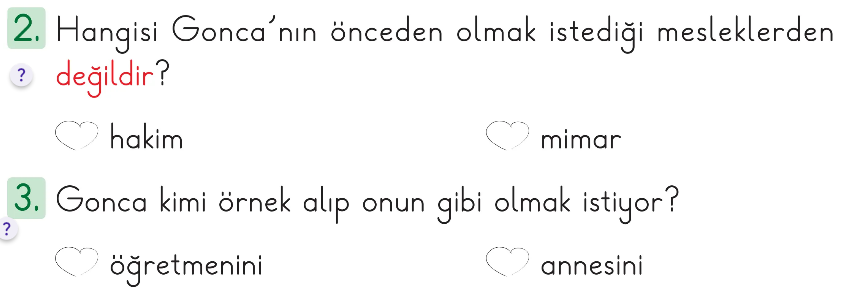 2. Hangisi Gonca'nın önceden olmak istediği mesleklerden
? değildir?
hakim mimar
3. Gonca kimi örnek alıp onun gibi olmak istiyor?
?
öğretmenini annesini